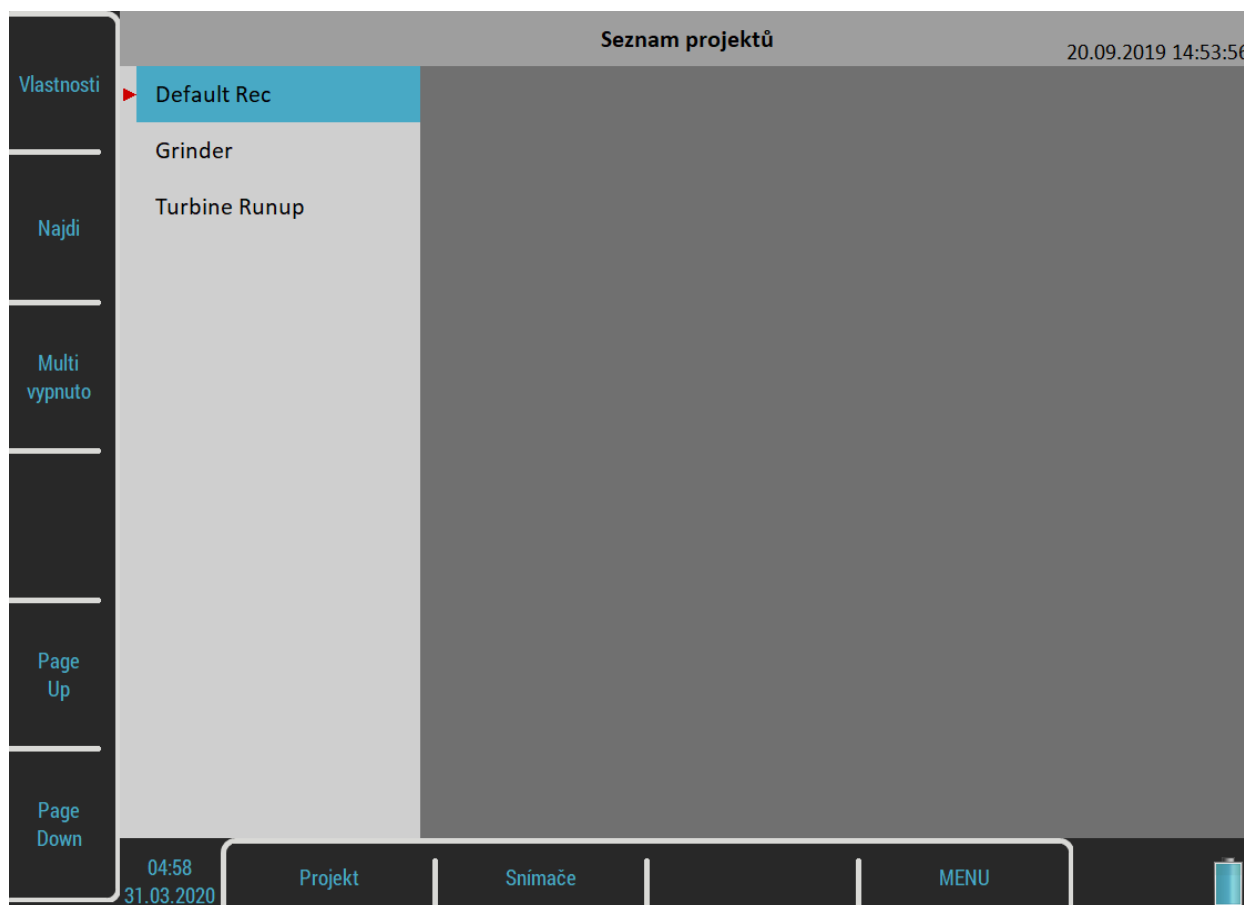 Seznam projektů
20.09.2019 14:53:56
Vlastnosti
Najdi
Multi
vypnuto
Page
Up
Page
Down
Default Rec
Grinder
Turbine Runup
04:58
31.03.2020
Projekt
Snímače
MENU